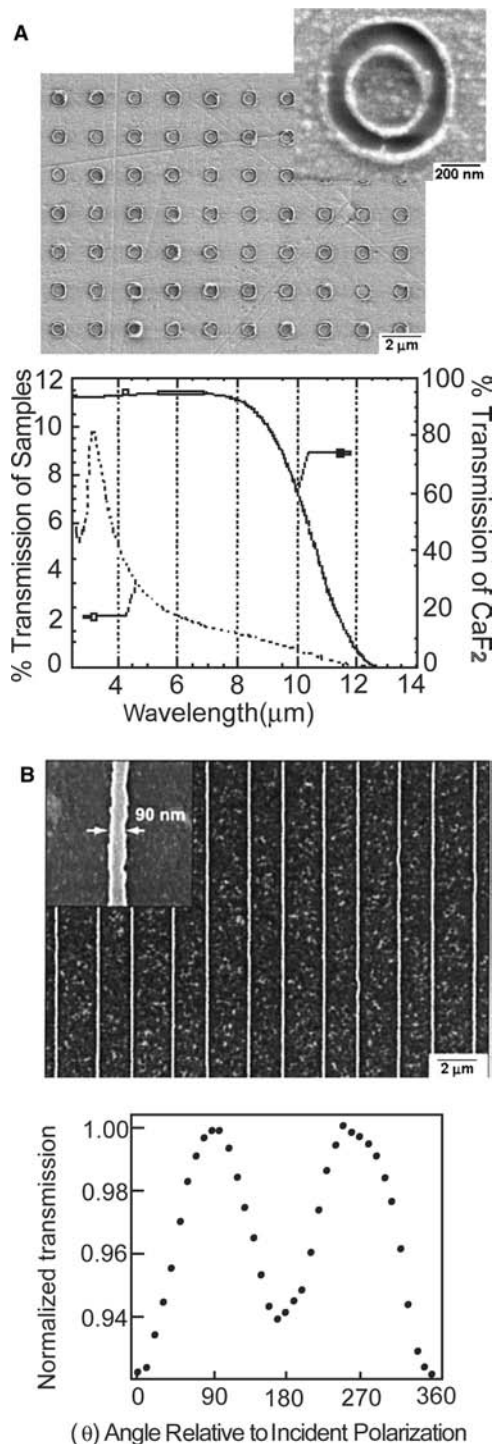 A
200 nm
2 μm
12
10
8
6
4
2
0
% Transmission of Samples
100
80
60
40
20
0
% Transmission of CaF2
4 6 8 10 12 14
Wavelength(μm)
B
90 nm
2 μm
1.00
0.98
0.96
0.94
Normalized transmission
0 90 180 270 360
(θ) Angle Relative to Incident Polarization